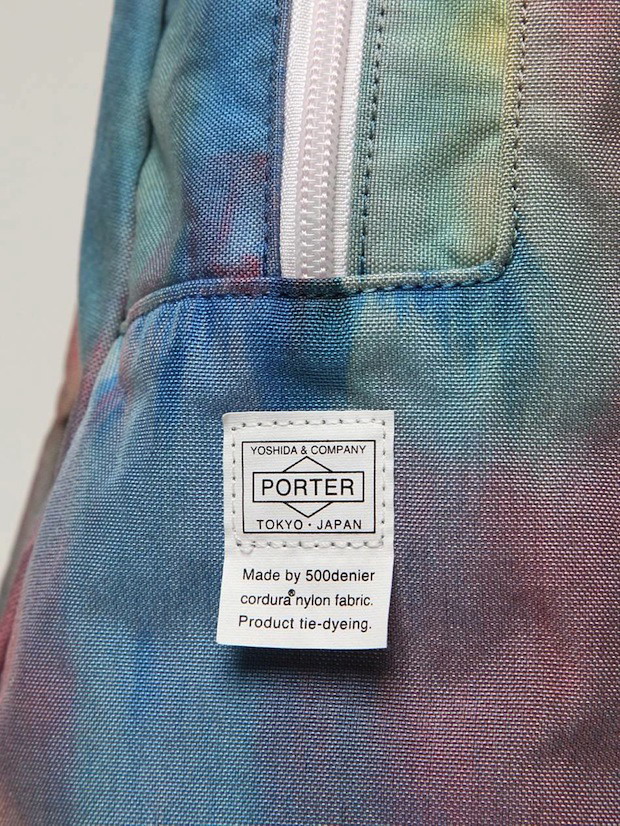 YOSHIDA & COMPANY
PORTER
TOKYO・JAPAN
Made by 500denier
cordura® nylon fabric.
Product tie-dyeing.